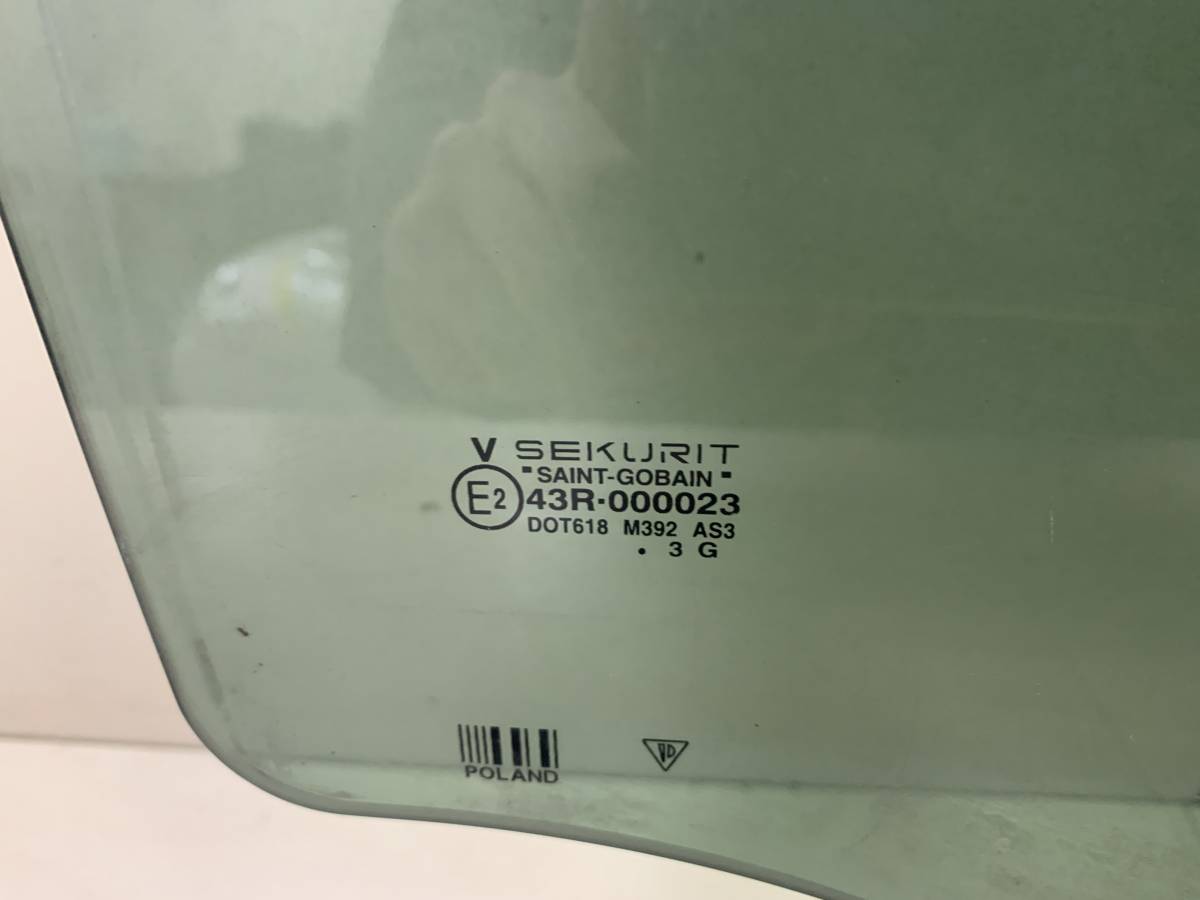 V SEKURIT
"SAINT-GOBAIN"
E2 43R·000023
DOT618 M392 AS3
. 3 G
POLAND